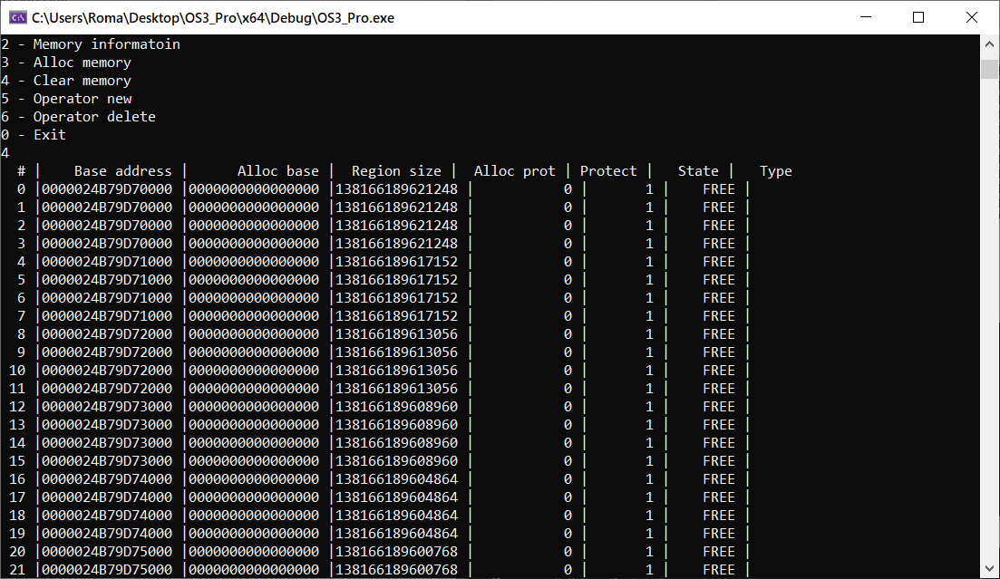 C:\Users\Roma\Desktop\OS3_Pro\x64\Debug\OS3_Pro.exe
2 - Memory informatoin
3 - Alloc memory
4 - Clear memory
5 - Operator new
6 - Operator delete
0 - Exit
4
# | Base address | Alloc base | Region size | Alloc prot | Protect | State | Type
0 |0000024B79D70000 |0000000000000000 |138166189621248 | 0 | 1 | FREE |
1 |0000024B79D70000 |0000000000000000 |138166189621248 | 0 | 1 | FREE |
2 |0000024B79D70000 |0000000000000000 |138166189621248 | 0 | 1 | FREE |
3 |0000024B79D70000 |0000000000000000 |138166189621248 | 0 | 1 | FREE |
4 |0000024B79D71000 |0000000000000000 |138166189617152 | 0 | 1 | FREE |
5 |0000024B79D71000 |0000000000000000 |138166189617152 | 0 | 1 | FREE |
6 |0000024B79D71000 |0000000000000000 |138166189617152 | 0 | 1 | FREE |
7 |0000024B79D71000 |0000000000000000 |138166189617152 | 0 | 1 | FREE |
8 |0000024B79D72000 |0000000000000000 |138166189613056 | 0 | 1 | FREE |
9 |0000024B79D72000 |0000000000000000 |138166189613056 | 0 | 1 | FREE |
10 |0000024B79D72000 |0000000000000000 |138166189613056 | 0 | 1 | FREE |
11 |0000024B79D72000 |0000000000000000 |138166189613056 | 0 | 1 | FREE |
12 |0000024B79D73000 |0000000000000000 |138166189608960 | 0 | 1 | FREE |
13 |0000024B79D73000 |0000000000000000 |138166189608960 | 0 | 1 | FREE |
14 |0000024B79D73000 |0000000000000000 |138166189608960 | 0 | 1 | FREE |
15 |0000024B79D73000 |0000000000000000 |138166189608960 | 0 | 1 | FREE |
16 |0000024B79D74000 |0000000000000000 |138166189604864 | 0 | 1 | FREE |
17 |0000024B79D74000 |0000000000000000 |138166189604864 | 0 | 1 | FREE |
18 |0000024B79D74000 |0000000000000000 |138166189604864 | 0 | 1 | FREE |
19 |0000024B79D74000 |0000000000000000 |138166189604864 | 0 | 1 | FREE |
20 |0000024B79D75000 |0000000000000000 |138166189600768 | 0 | 1 | FREE |
21 |0000024B79D75000 |0000000000000000 |138166189600768 | 0 | 1 | FREE |